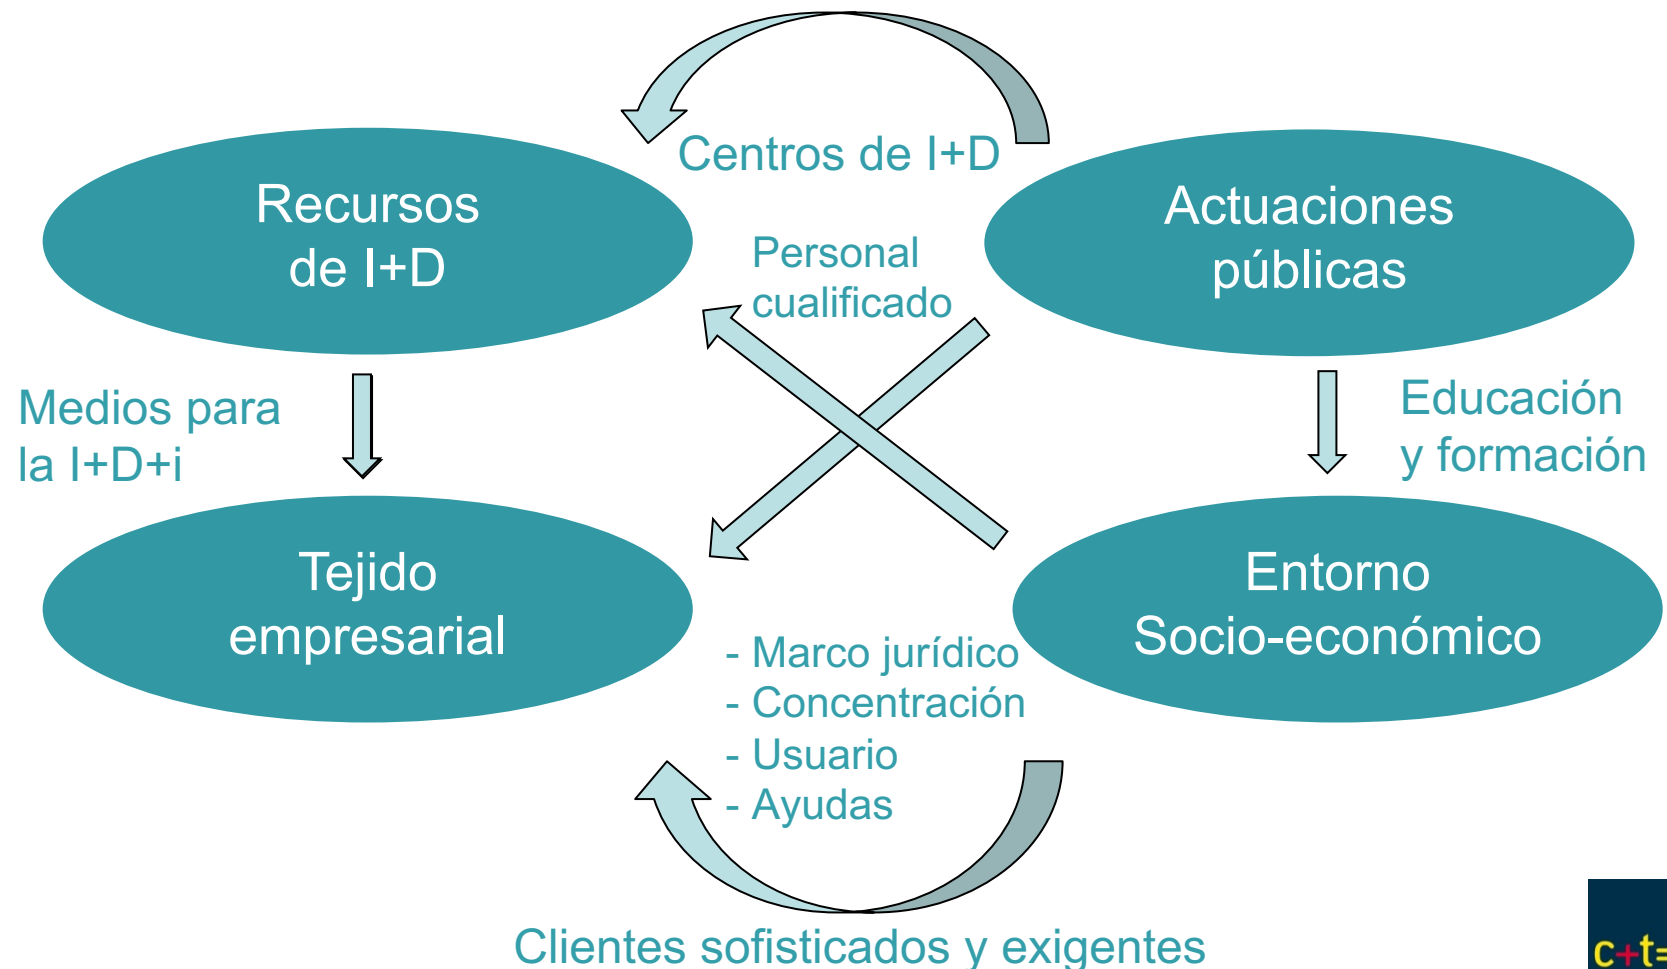 Centros de I+D
Recursos
de I+D
Actuaciones
públicas
Personal
cualificado
Medios para
la I+D+i
Educación
y formación
Tejido
empresarial
Entorno
Socio-económico
- Marco jurídico
- Concentración
- Usuario
- Ayudas
Clientes sofisticados y exigentes
c+t=